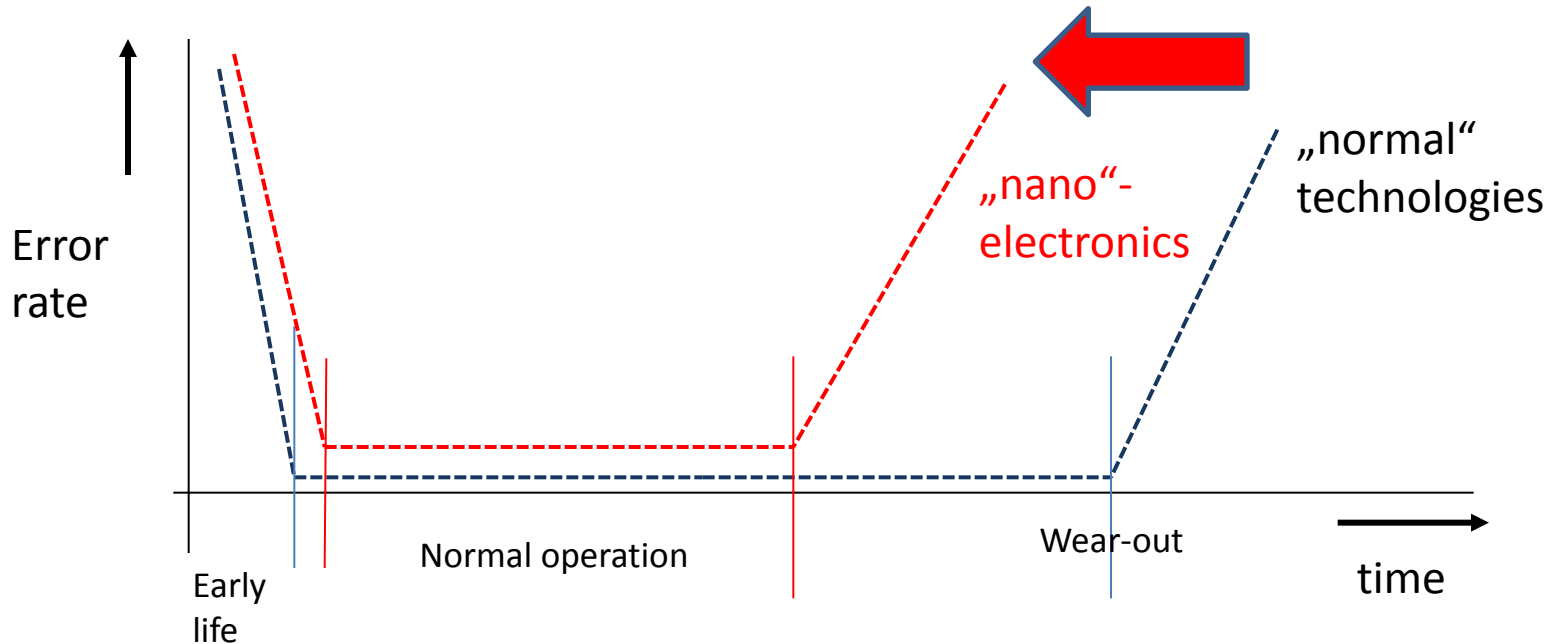 Error
rate
„nano“-
electronics
„normal“
technologies
Early
life
Normal operation
Wear-out
time